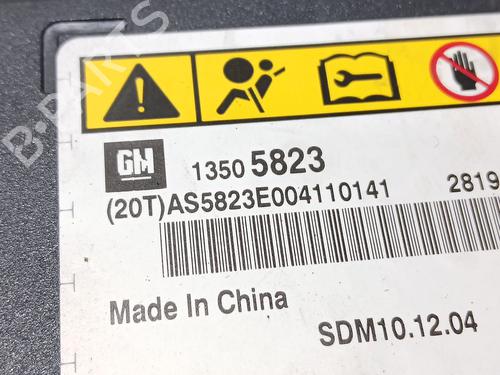 B-PARTS
GM 1350 5823
(20T)AS5823E004110141 2819
Made In China
SDM10.12.04